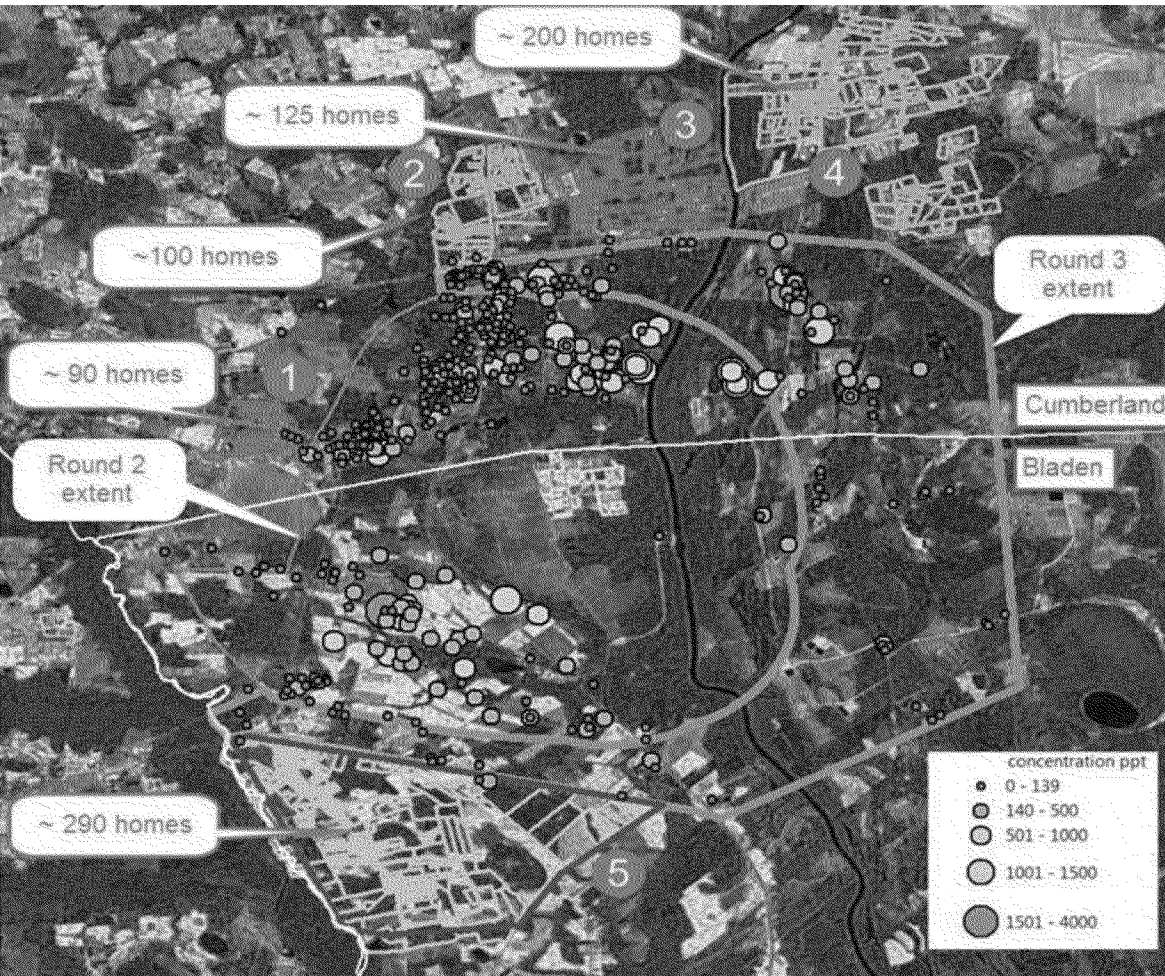 ~ 200 homes
~ 125 homes
3
2
4
~100 homes
Round 3
extent
~ 90 homes
1
Cumberland
Round 2
extent
Bladen
concentration ppt
0 - 139
140 - 500
501 - 1000
1001 - 1500
1501 - 4000
~ 290 homes
5